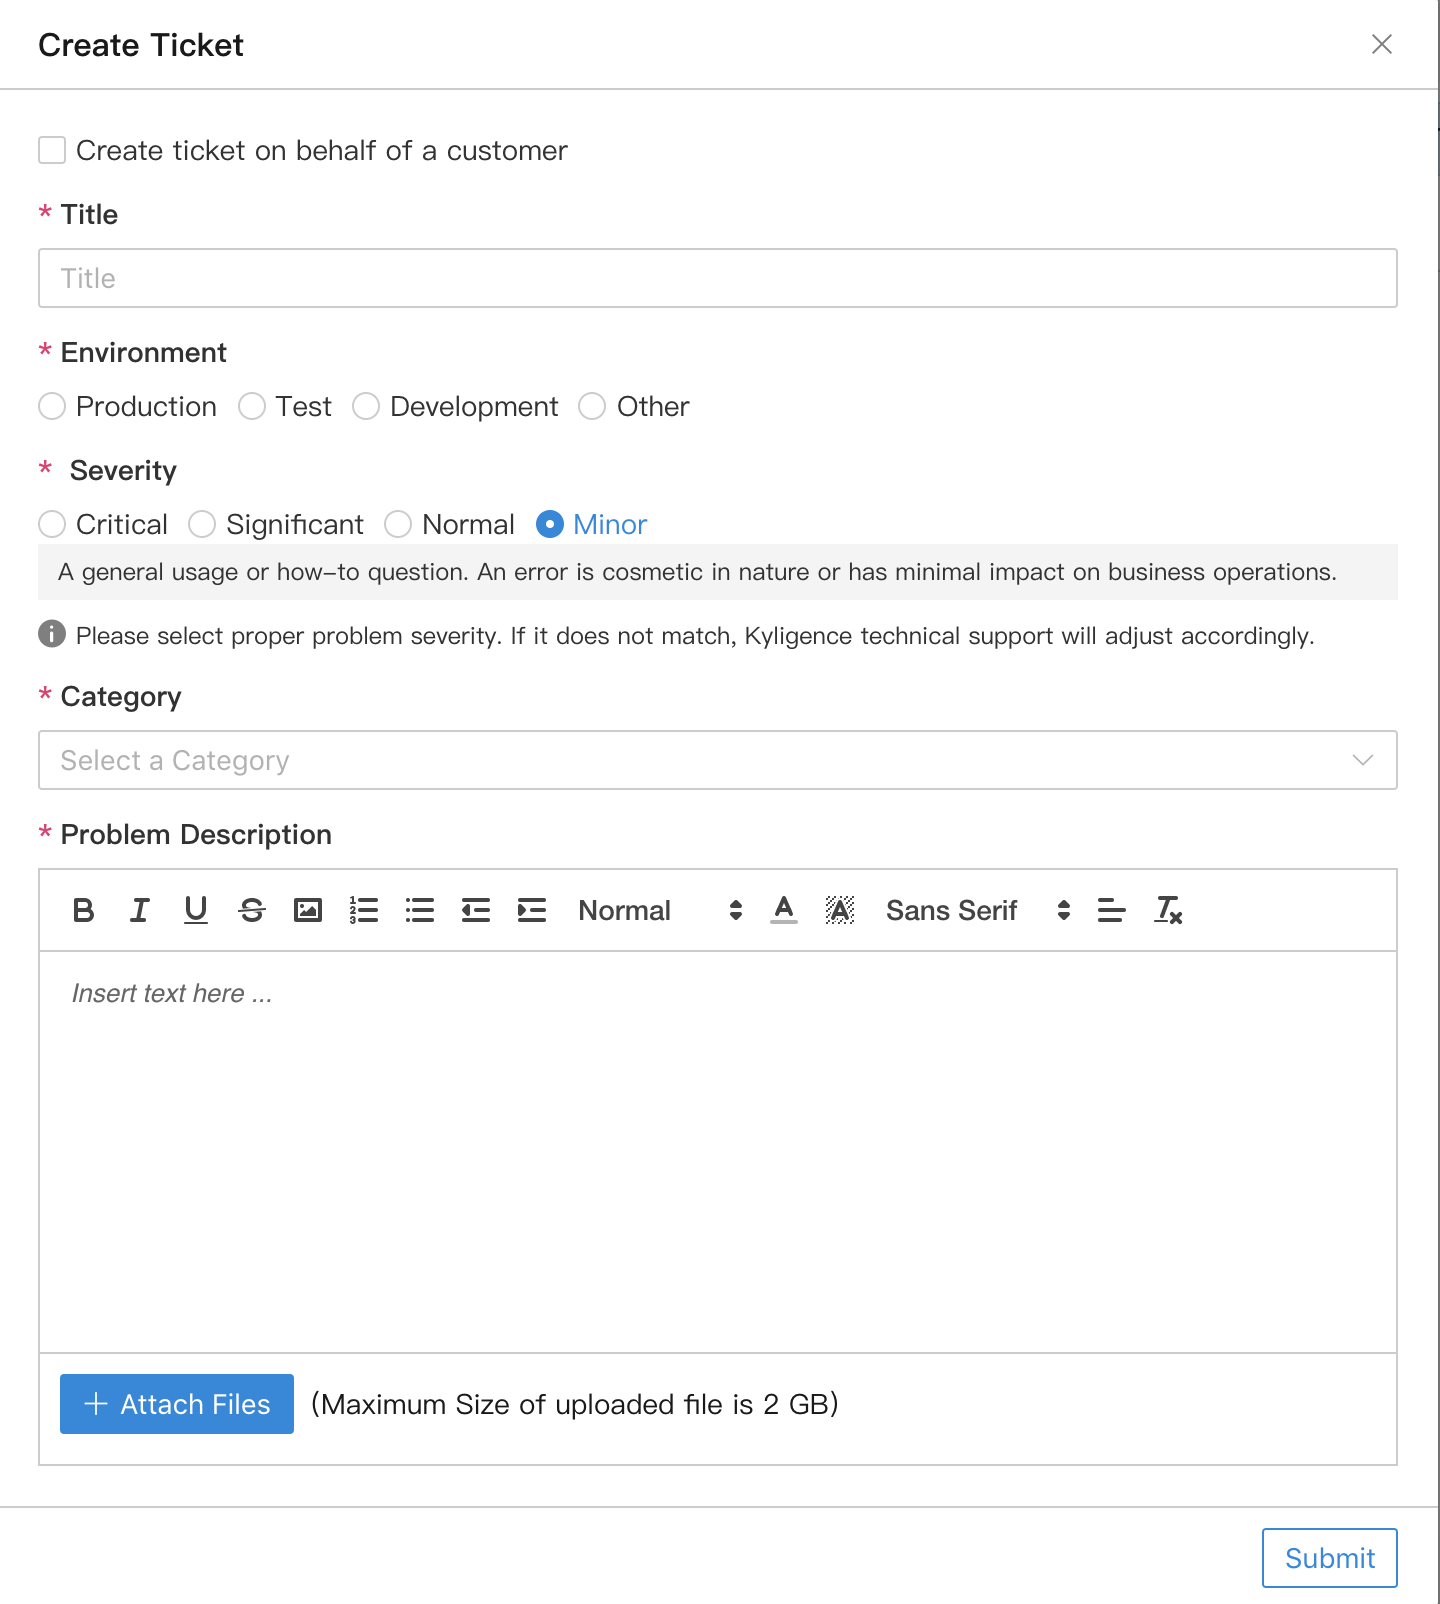 Create Ticket
Create ticket on behalf of a customer
* Title
Title
* Environment
Production Test Development Other
* Severity
Critical Significant Normal Minor
A general usage or how–to question. An error is cosmetic in nature or has minimal impact on business operations.
Please select proper problem severity. If it does not match, Kyligence technical support will adjust accordingly.
* Category
Select a Category
* Problem Description
Normal Sans Serif
Insert text here ...
+ Attach Files (Maximum Size of uploaded file is 2 GB)
Submit